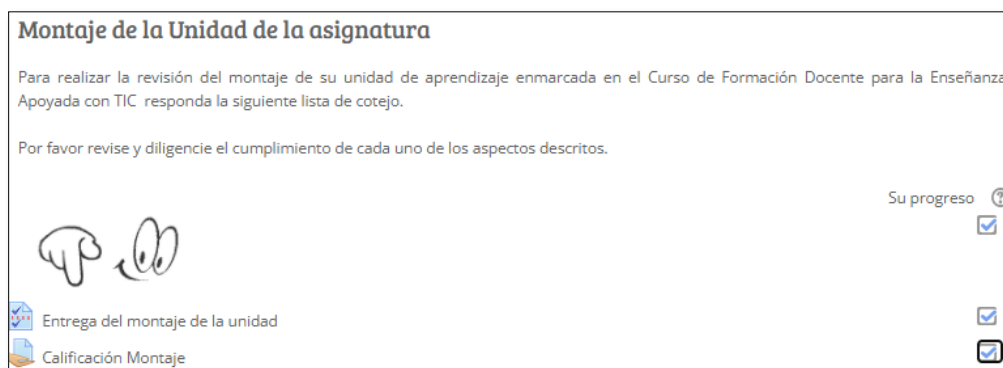 Montaje de la Unidad de la asignatura
Para realizar la revisión del montaje de su unidad de aprendizaje enmarcada en el Curso de Formación Docente para la Enseñanza
Apoyada con TIC responda la siguiente lista de cotejo.
Por favor revise y diligencie el cumplimiento de cada uno de los aspectos descritos.
Su progreso
Entrega del montaje de la unidad
Calificación Montaje